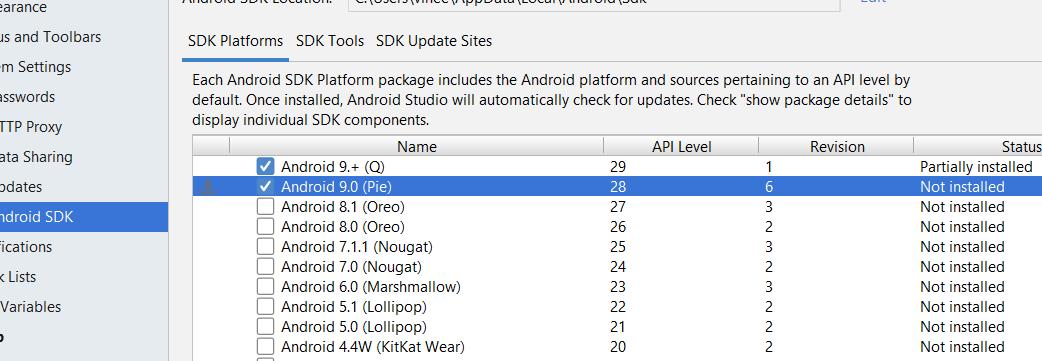 earance
Android SDK Location: C:\Users\vince\AppData\Local\Android\Sdk Edit
us and Toolbars
SDK Platforms SDK Tools SDK Update Sites
em Settings
Each Android SDK Platform package includes the Android platform and sources pertaining to an API level by
asswords
default. Once installed, Android Studio will automatically check for updates. Check "show package details" to
TTP Proxy
display individual SDK components.
Name API Level Revision Status
ata Sharing
Android 9.+ (Q) 29 1 Partially installed
pdates
Android 9.0 (Pie) 28 6 Not installed
Android 8.1 (Oreo) 27 3 Not installed
ndroid SDK
Android 8.0 (Oreo) 26 2 Not installed
ifications
Android 7.1.1 (Nougat) 25 3 Not installed
Android 7.0 (Nougat) 24 2 Not installed
k Lists
Android 6.0 (Marshmallow) 23 3 Not installed
Variables
Android 5.1 (Lollipop) 22 2 Not installed
Android 5.0 (Lollipop) 21 2 Not installed
Android 4.4W (KitKat Wear) 20 2 Not installed